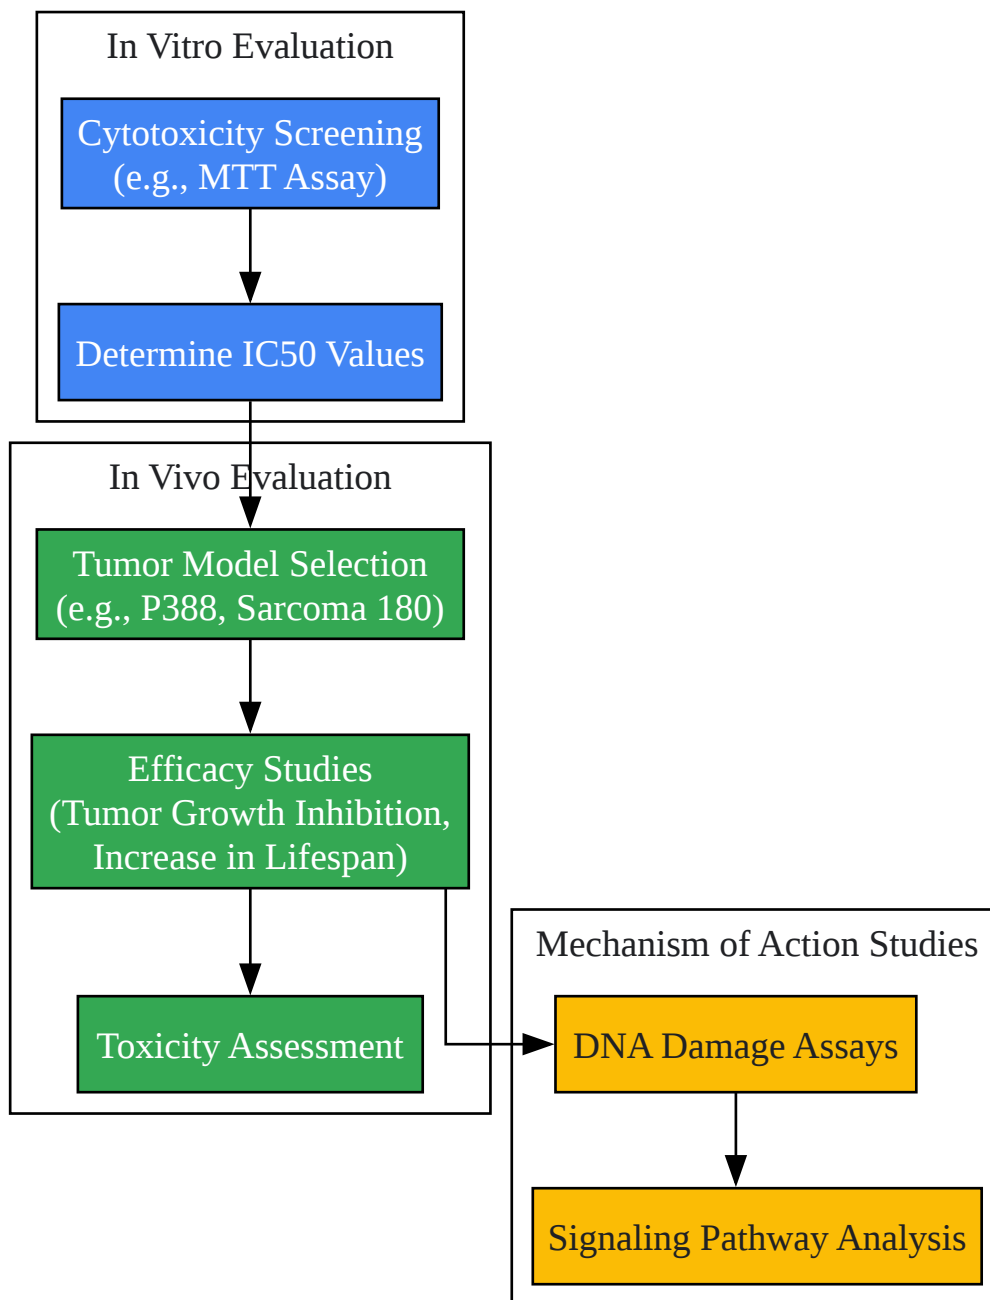 In Vitro Evaluation
Cytotoxicity Screening
(e.g., MTT Assay)
Determine IC50 Values
In Vivo Evaluation
Tumor Model Selection
(e.g., P388, Sarcoma 180)
Efficacy Studies
(Tumor Growth Inhibition,
Increase in Lifespan)
Toxicity Assessment
Mechanism of Action Studies
DNA Damage Assays
Signaling Pathway Analysis